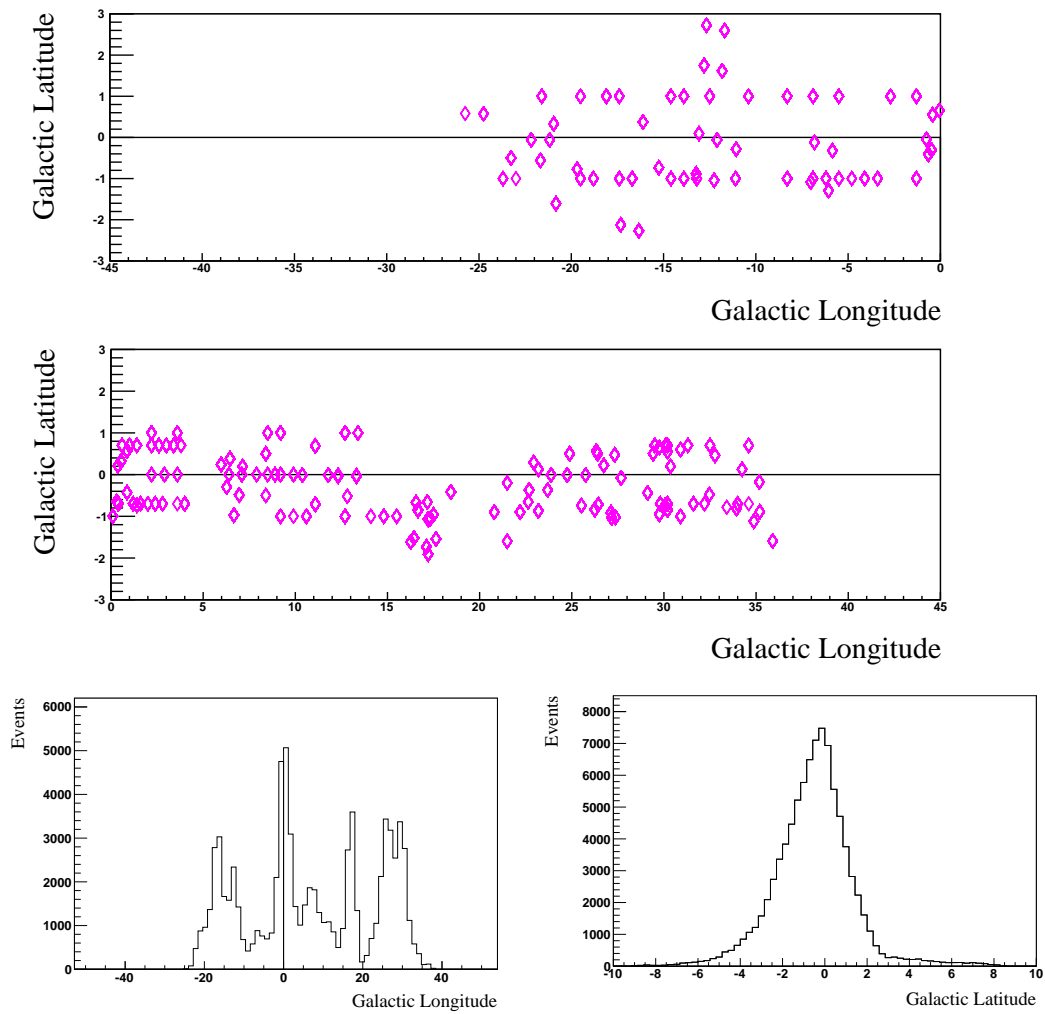 Galactic Latitude
3
2
1
0
-1
-2
-3
-45 -40 -35 -30 -25 -20 -15 -10 -5 0
Galactic Longitude
Galactic Latitude
3
2
1
0
-1
-2
-3
0 5 10 15 20 25 30 35 40 45
Galactic Longitude
Events
6000
5000
4000
3000
2000
1000
0
-40 -20 0 20 40
Galactic Longitude
Events
8000
7000
6000
5000
4000
3000
2000
1000
0
-10 -8 -6 -4 -2 0 2 4 6 8 10
Galactic Latitude